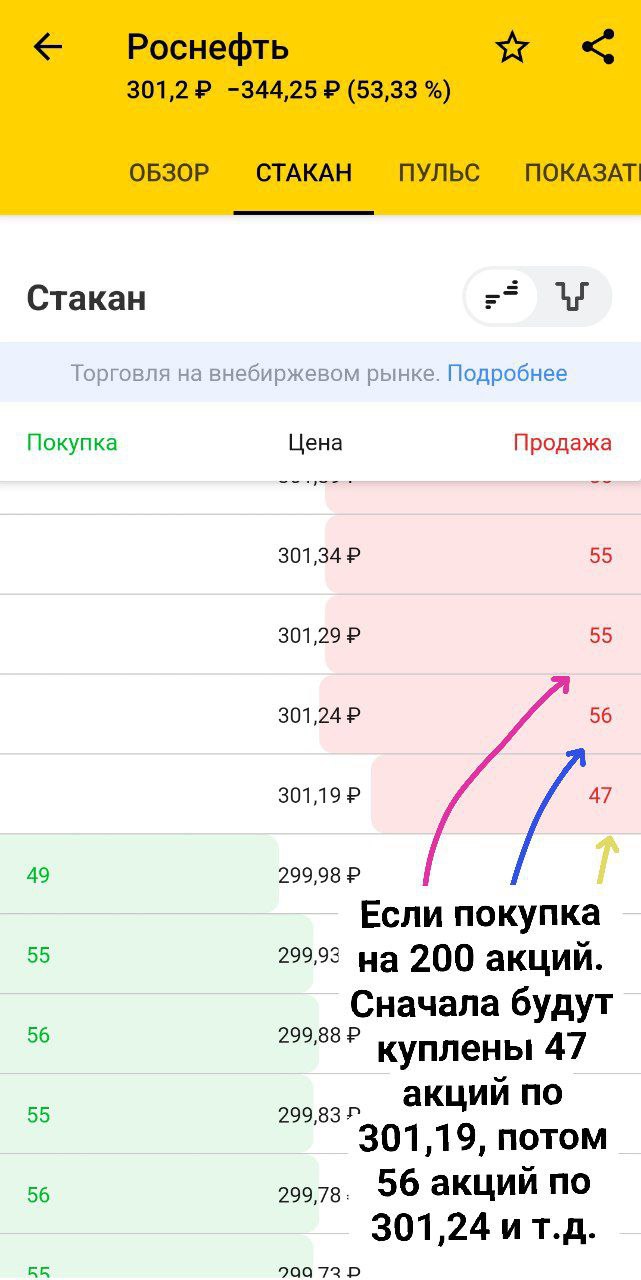 Роснефть
301,2 ₽ −344,25 ₽ (53,33 %)
ОБЗОР СТАКАН ПУЛЬС ПОКАЗАТ
Стакан
Торговля на внебиржевом рынке. Подробнее
Покупка Цена Продажа
301,34 ₽ 55
301,29 ₽ 55
301,24 ₽ 56
301,19 ₽ 47
49 299,98 ₽
55 299,93
56 299,88 ₽
55 299,83 ₽
56 299,78
55 299,73 ₽
Если покупка
на 200 акций.
Сначала будут
куплены 47
акций по
301,19, потом
56 акций по
301,24 и т.д.